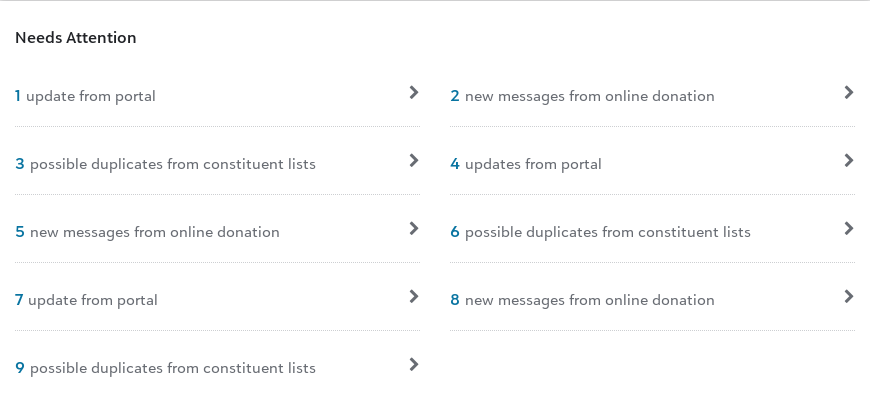 Needs Attention
1 update from portal
2 new messages from online donation
3 possible duplicates from constituent lists
4 updates from portal
5 new messages from online donation
6 possible duplicates from constituent lists
7 update from portal
8 new messages from online donation
9 possible duplicates from constituent lists